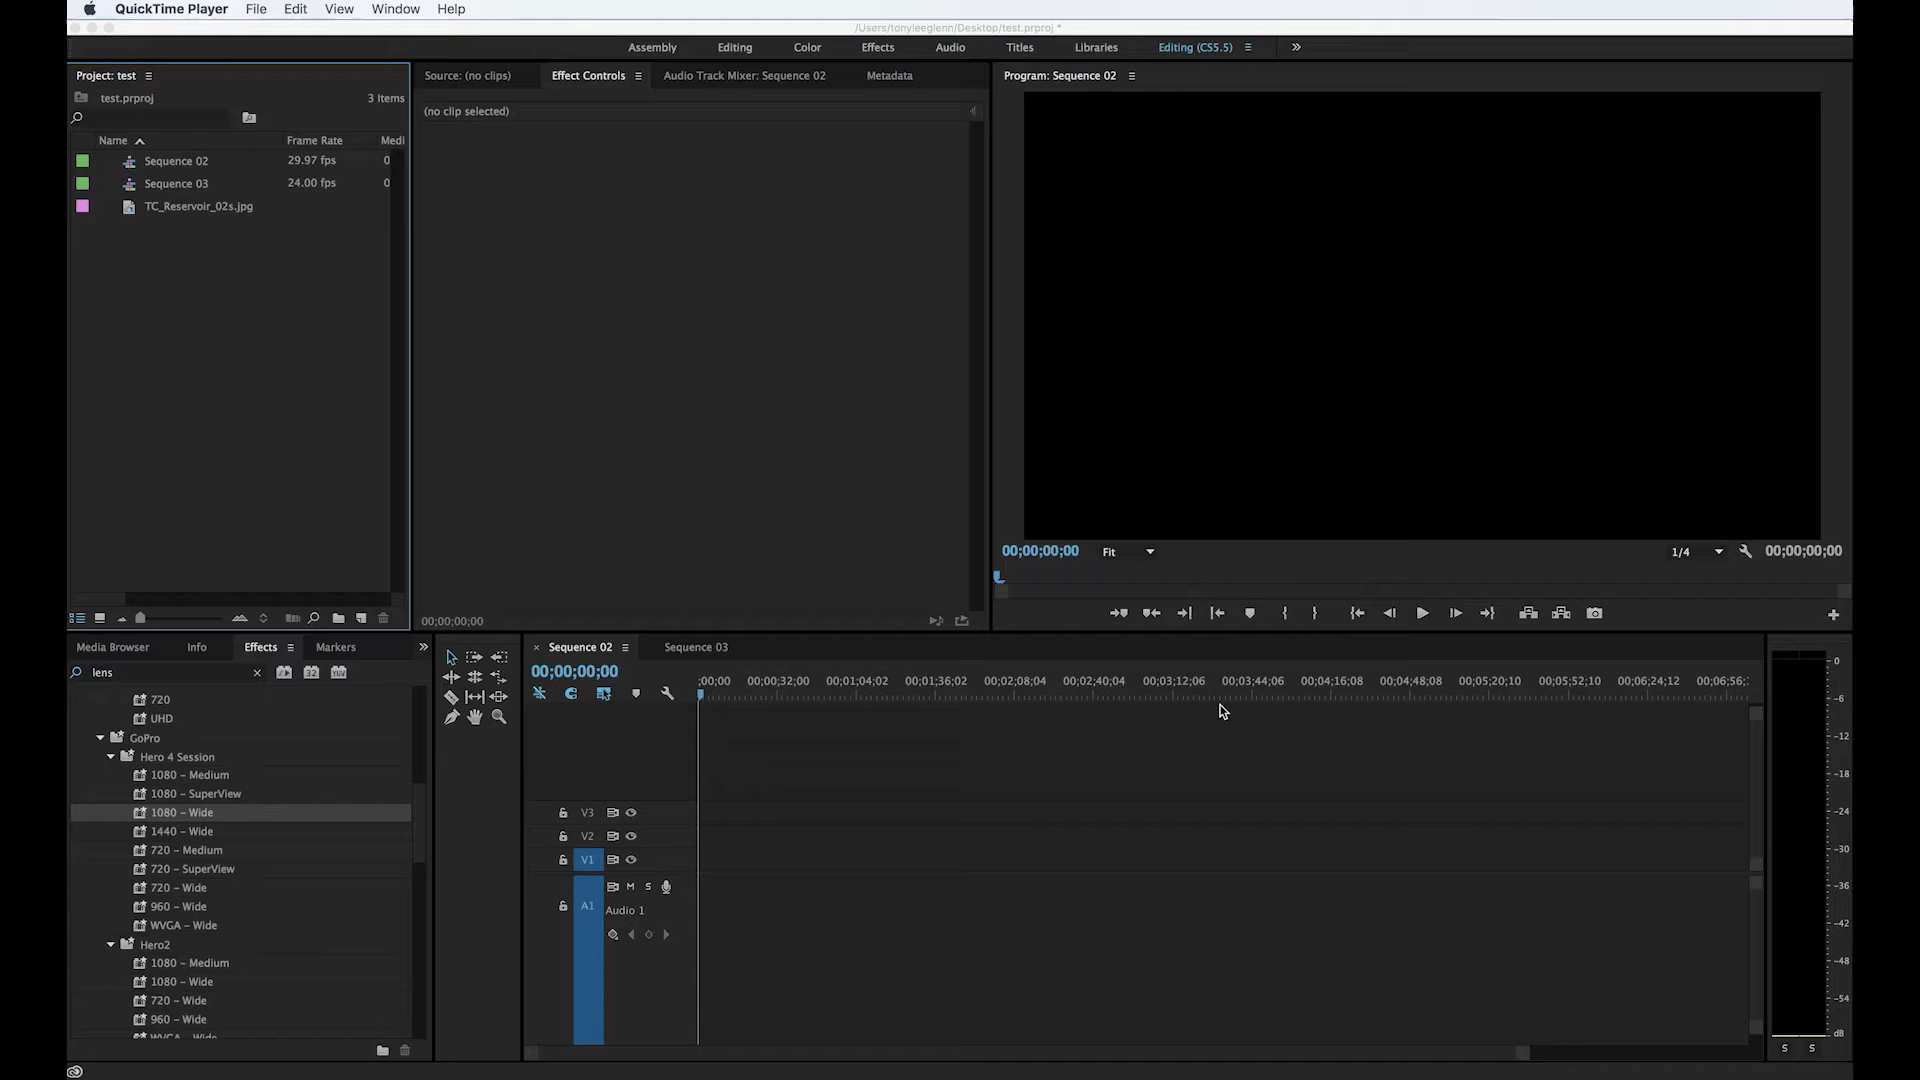 QuickTime Player File Edit View Window Help
/Users/tonyleeglenn/Desktop/test.prproj *
Assembly Editing Color Effects Audio Titles Libraries Editing (CS5.5)
Project: test
test.prproj 3 Items
Name Frame Rate Medi
Sequence 02 29.97 fps 0
Sequence 03 24.00 fps 0
TC_Reservoir_02s.jpg
Source: (no clips) Effect Controls Audio Track Mixer: Sequence 02 Metadata
(no clip selected)
00;00;00;00
Program: Sequence 02
00;00;00;00 Fit 1/4 00;00;00;00
Media Browser Info Effects Markers
lens
32 YUV
720
UHD
GoPro
Hero 4 Session
1080 – Medium
1080 – SuperView
1080 – Wide
1440 – Wide
720 – Medium
720 – SuperView
720 – Wide
960 – Wide
WVGA – Wide
Hero2
1080 – Medium
1080 – Wide
720 – Wide
960 – Wide
WVGA – Wide
× Sequence 02 Sequence 03
00;00;00;00
;00;00 00;00;32;00 00;01;04;02 00;01;36;02 00;02;08;04 00;02;40;04 00;03;12;06 00;03;44;06 00;04;16;08 00;04;48;08 00;05;20;10 00;05;52;10 00;06;24;12 00;06;56;
V3
V2
V1
M S
A1 Audio 1
0
-6
-12
-18
-24
-30
-36
-42
-48
-54
dB
S S